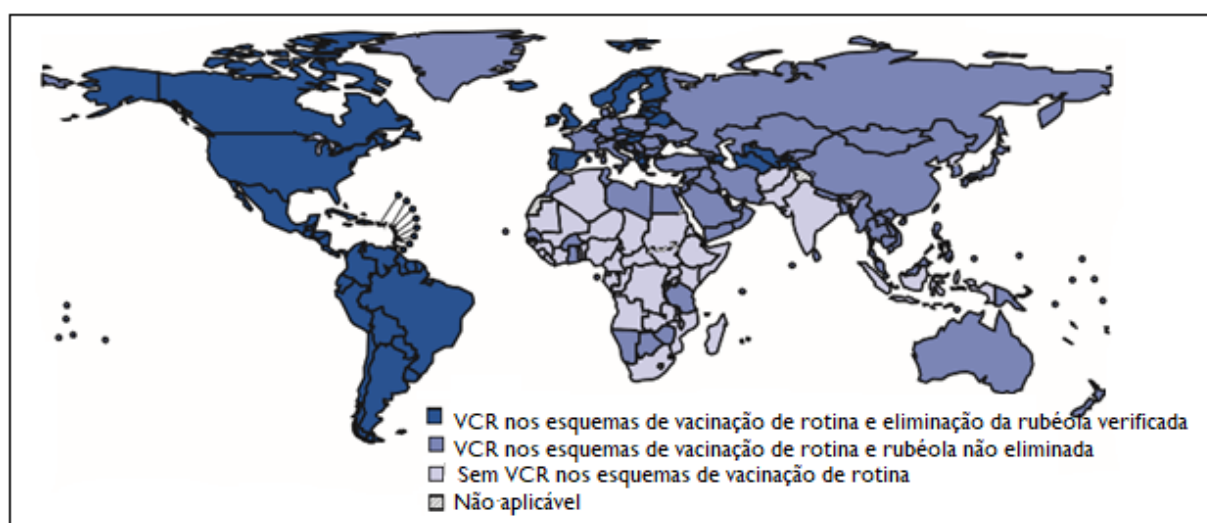 VCR nos esquemas de vacinação de rotina e eliminação da rubéola verificada
VCR nos esquemas de vacinação de rotina e rubéola não eliminada
Sem VCR nos esquemas de vacinação de rotina
Não aplicável